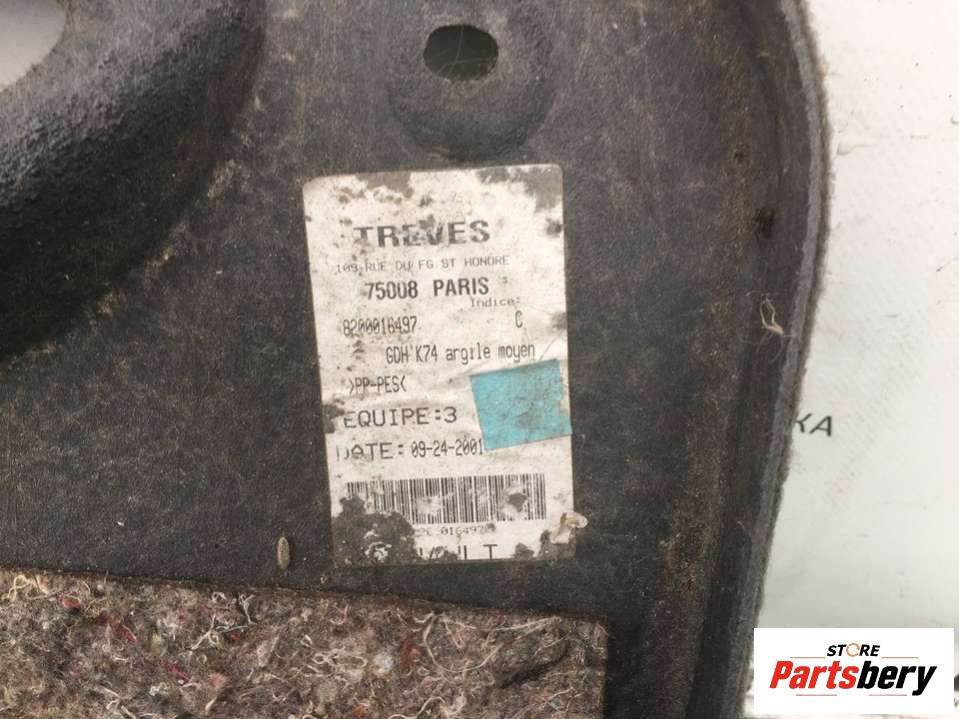 TREVES
109 RUE DU FG ST HONORE
75008 PARIS
Indice:
8200016497 C
GDH K74 argile moyen
>PP-PES<
EQUIPE:3
DATE: 09-24-2001
KA
STORE
Partsbery